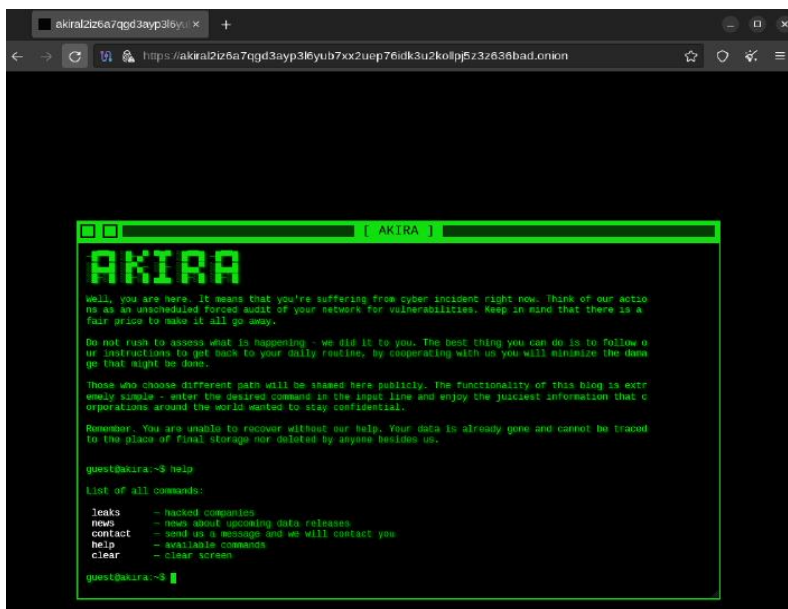 akiral2iz6a7qgd3ayp3l6yu
https://akiral2iz6a7qgd3ayp3l6yub7xx2uep76idk3u2kollpj5z3z636bad.onion
[ AKIRA ]
AKIRA
Well, you are here. It means that you're suffering from cyber incident right now. Think of our actio
ns as an unscheduled forced audit of your network for vulnerabilities. Keep in mind that there is a
fair price to make it all go away.
Do not rush to assess what is happening - we did it to you. The best thing you can do is to follow o
ur instructions to get back to your daily routine, by cooperating with us you will minimize the dama
ge that might be done.
Those who choose different path will be shamed here publicly. The functionality of this blog is extr
emely simple - enter the desired command in the input line and enjoy the juiciest information that c
orporations around the world wanted to stay confidential.
Remember. You are unable to recover without our help. Your data is already gone and cannot be traced
to the place of final storage nor deleted by anyone besides us.
guest@akira:~$ help
List of all commands:
leaks - hacked companies
news - news about upcoming data releases
contact - send us a message and we will contact you
help - available commands
clear - clear screen
guest@akira:~$